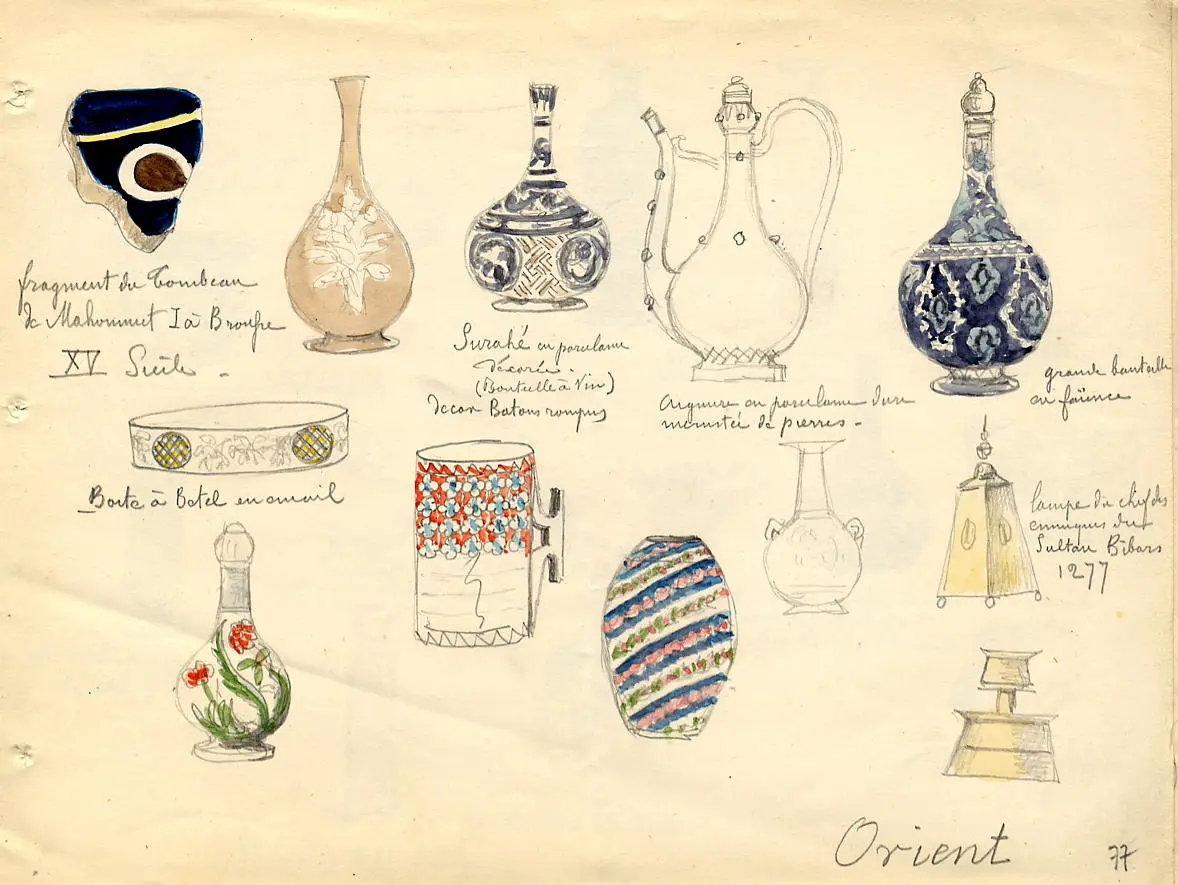 fragment du Tombeau
de Mahommet I à Brousse
XV Siècle -
Surahé en porcelaine
décorée.
(Bouteille à Vin)
décor Batons rompus
Aiguiere en porcelaine dure
incrustée de pierres -
grande bouteille
en faïence
Boite à Betel en émail
lampe du chef des
eunuques du
Sultan Bibars
1277
Orient
77